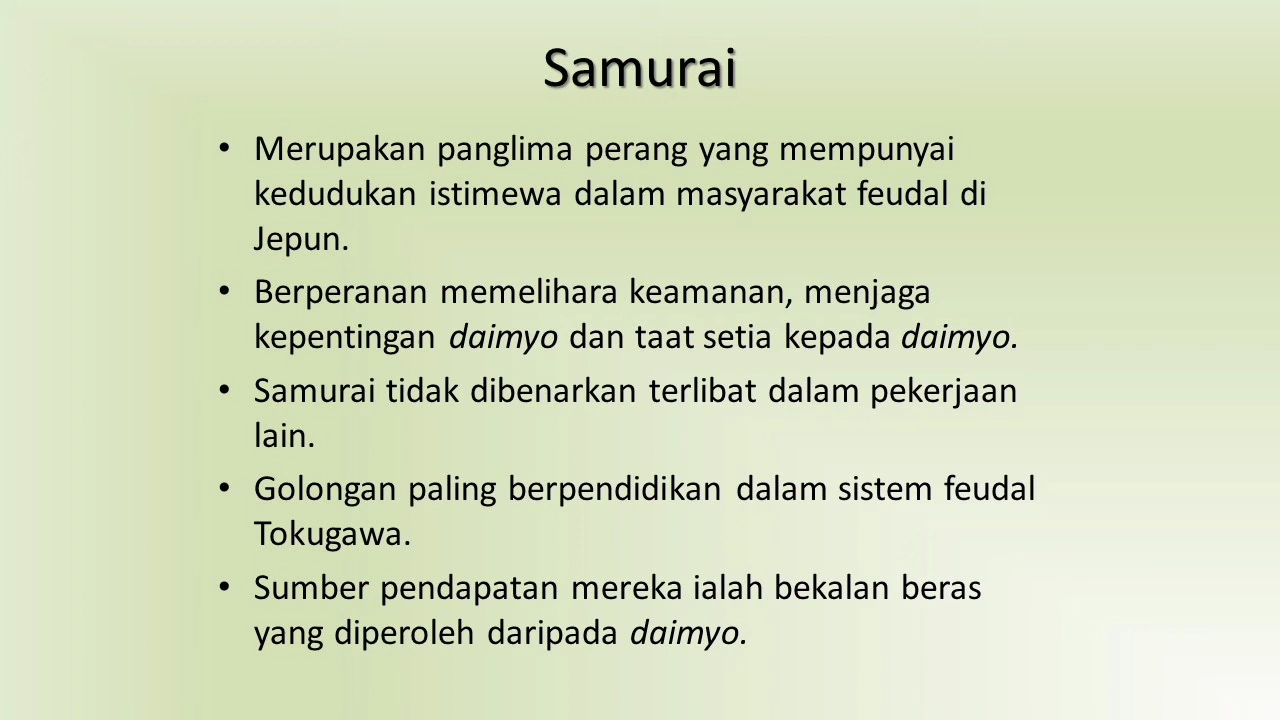 Samurai
• Merupakan panglima perang yang mempunyai
kedudukan istimewa dalam masyarakat feudal di
Jepun.
• Berperanan memelihara keamanan, menjaga
kepentingan daimyo dan taat setia kepada daimyo.
• Samurai tidak dibenarkan terlibat dalam pekerjaan
lain.
• Golongan paling berpendidikan dalam sistem feudal
Tokugawa.
• Sumber pendapatan mereka ialah bekalan beras
yang diperoleh daripada daimyo.